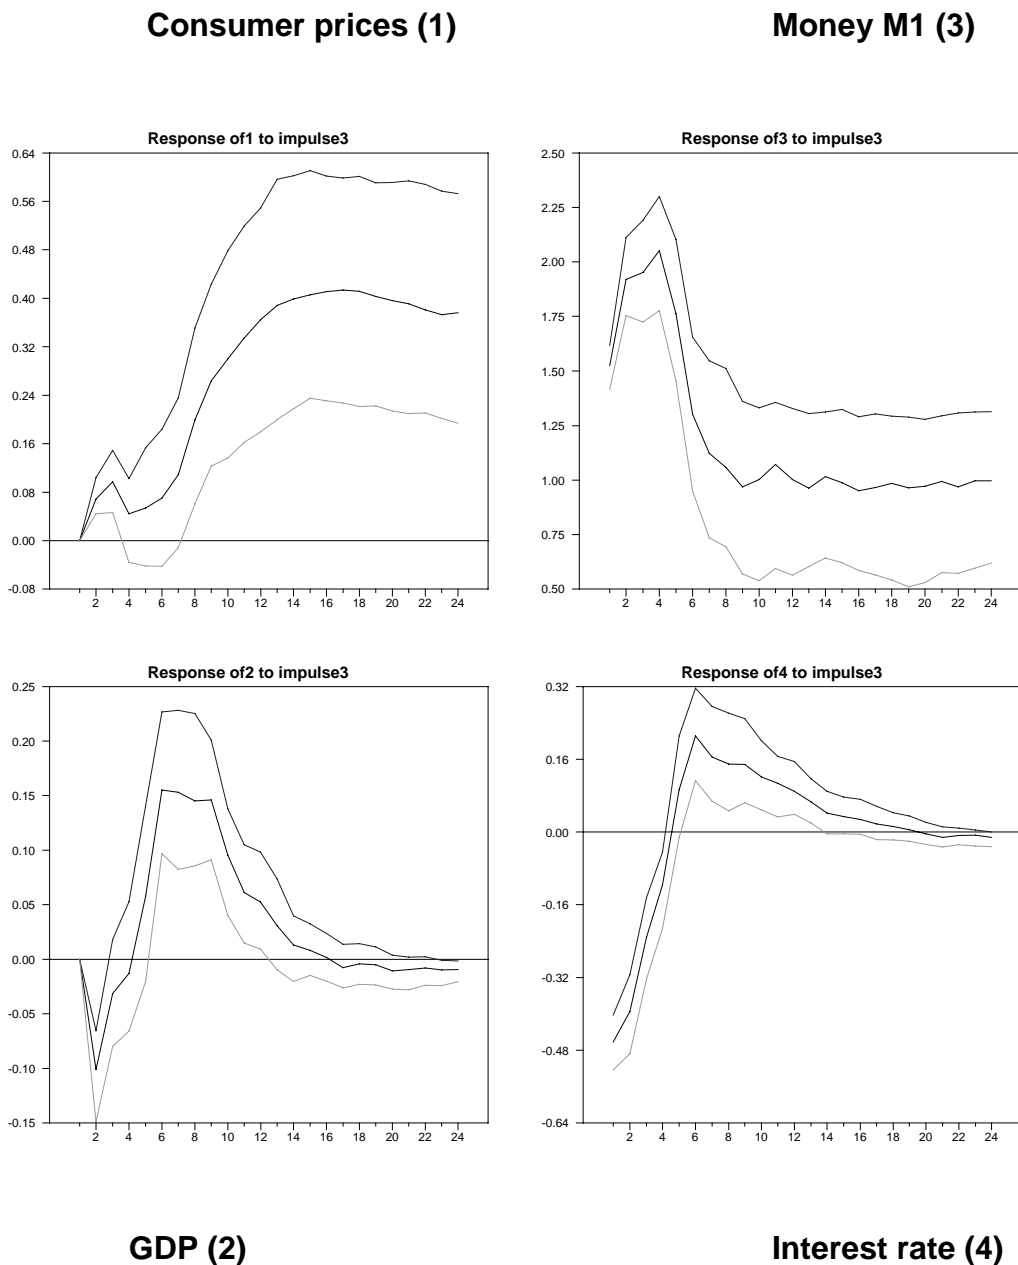 Consumer prices (1)
Money M1 (3)
Response of1 to impulse3
0.64
0.56
0.48
0.40
0.32
0.24
0.16
0.08
0.00
-0.08
2 4 6 8 10 12 14 16 18 20 22 24
Response of3 to impulse3
2.50
2.25
2.00
1.75
1.50
1.25
1.00
0.75
0.50
2 4 6 8 10 12 14 16 18 20 22 24
Response of2 to impulse3
0.25
0.20
0.15
0.10
0.05
0.00
-0.05
-0.10
-0.15
2 4 6 8 10 12 14 16 18 20 22 24
Response of4 to impulse3
0.32
0.16
0.00
-0.16
-0.32
-0.48
-0.64
2 4 6 8 10 12 14 16 18 20 22 24
GDP (2)
Interest rate (4)